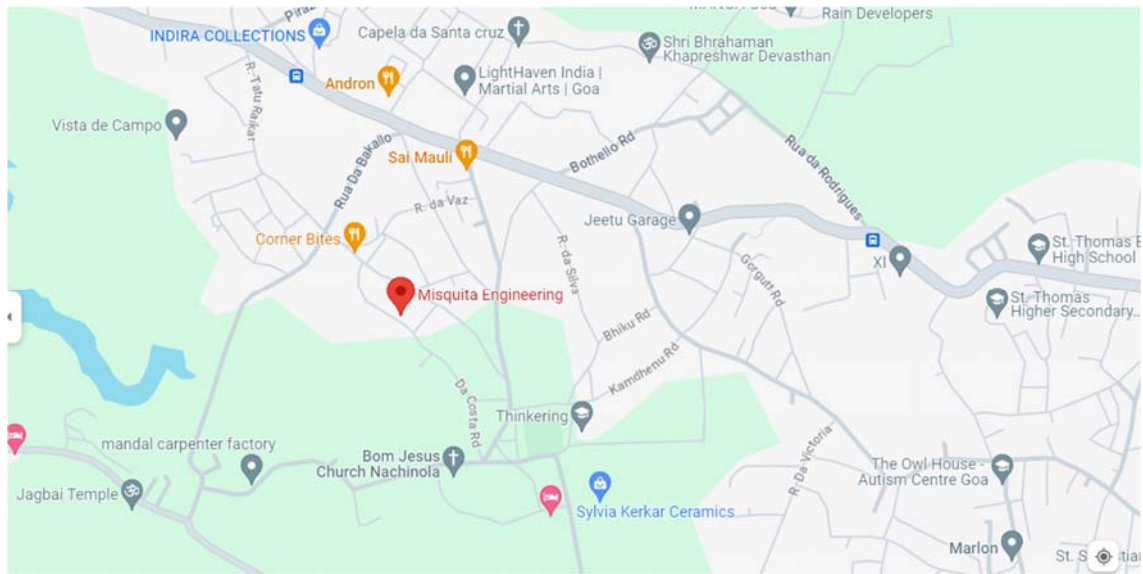 Rain Developers
INDIRA COLLECTIONS
Capela da Santa cruz
Shri Bhrahaman
Khapreshwar Devasthan
R. Tatu Raikar
Andron
LightHaven India |
Martial Arts | Goa
Vista de Campo
Rua Da Bakallo
Sai Mauli
Bothello Rd
Rua da Rodrigues
R. da Vaz
Jeetu Garage
Corner Bites
R. da Silva
Gorgutt Rd
XI
St. Thomas B
High School
Misquita Engineering
St. Thomas
Higher Secondary...
Bhiku Rd
Kamdhenu Rd
Da Costa Rd
Thinkering
mandal carpenter factory
Bom Jesus
Church Nachinola
R. Da Victoria
The Owl House -
Autism Centre Goa
Jagbai Temple
Sylvia Kerkar Ceramics
Marlon
St. S